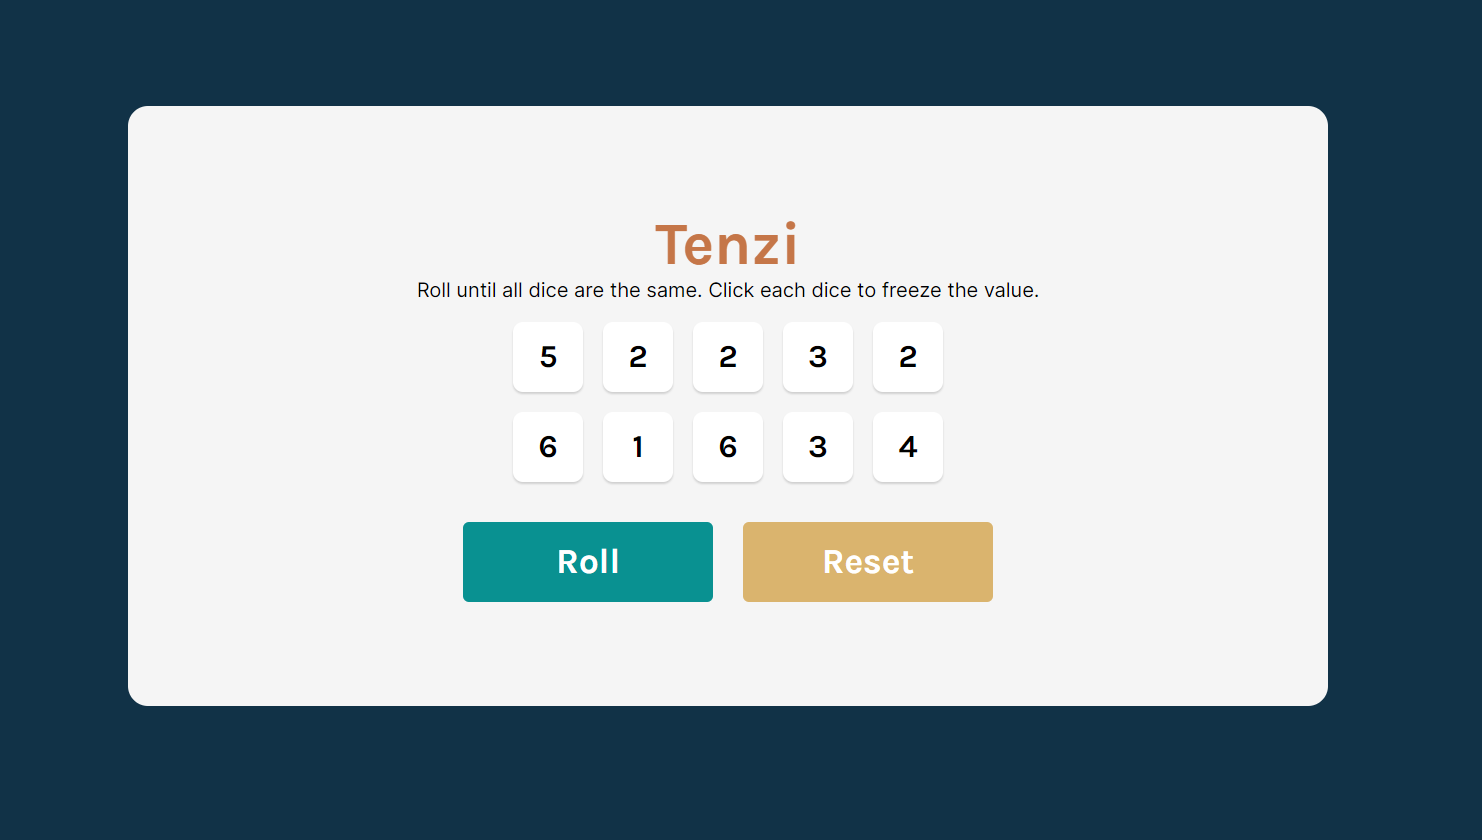 Tenzi
Roll until all dice are the same. Click each dice to freeze the value.
5 2 2 3 2
6 1 6 3 4
Roll Reset